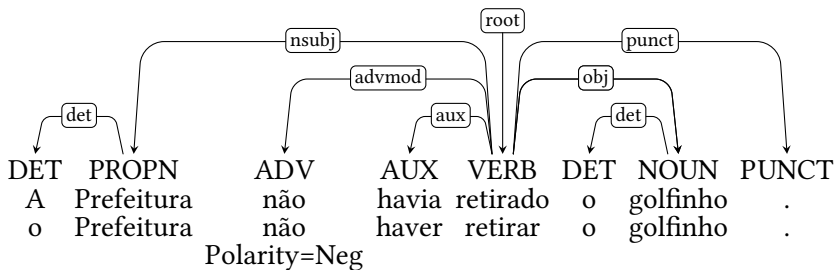 root
nsubj punct
advmod obj
det aux det
DET PROPN ADV AUX VERB DET NOUN PUNCT
A Prefeitura não havia retirado o golfinho .
o Prefeitura não haver retirar o golfinho .
Polarity=Neg